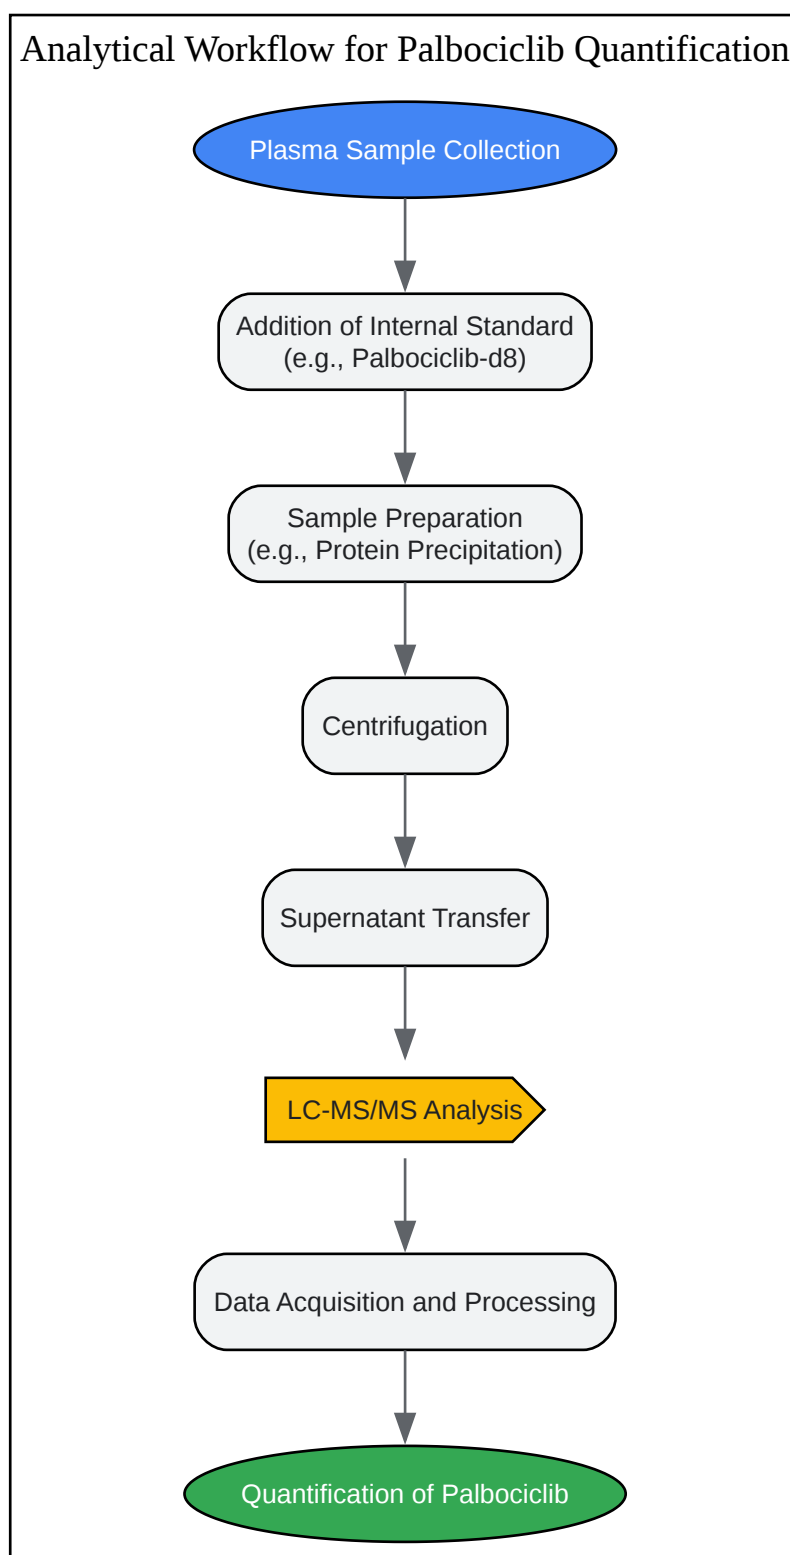 Analytical Workflow for Palbociclib Quantification
Plasma Sample Collection
Addition of Internal Standard
(e.g., Palbociclib-d8)
Sample Preparation
(e.g., Protein Precipitation)
Centrifugation
Supernatant Transfer
LC-MS/MS Analysis
Data Acquisition and Processing
Quantification of Palbociclib